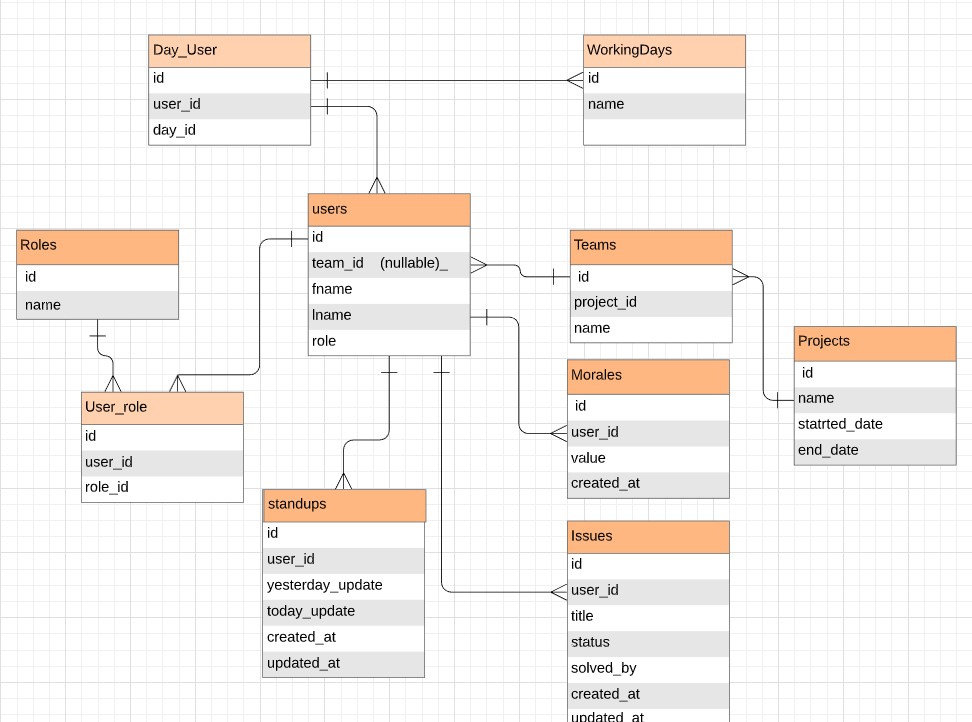 Day_User
id
user_id
day_id
WorkingDays
id
name
users
id
team_id (nullable)_
fname
lname
role
Roles
id
name
Teams
id
project_id
name
Projects
id
name
statrted_date
end_date
Morales
id
user_id
value
created_at
User_role
id
user_id
role_id
standups
id
user_id
yesterday_update
today_update
created_at
updated_at
Issues
id
user_id
title
status
solved_by
created_at
updated_at